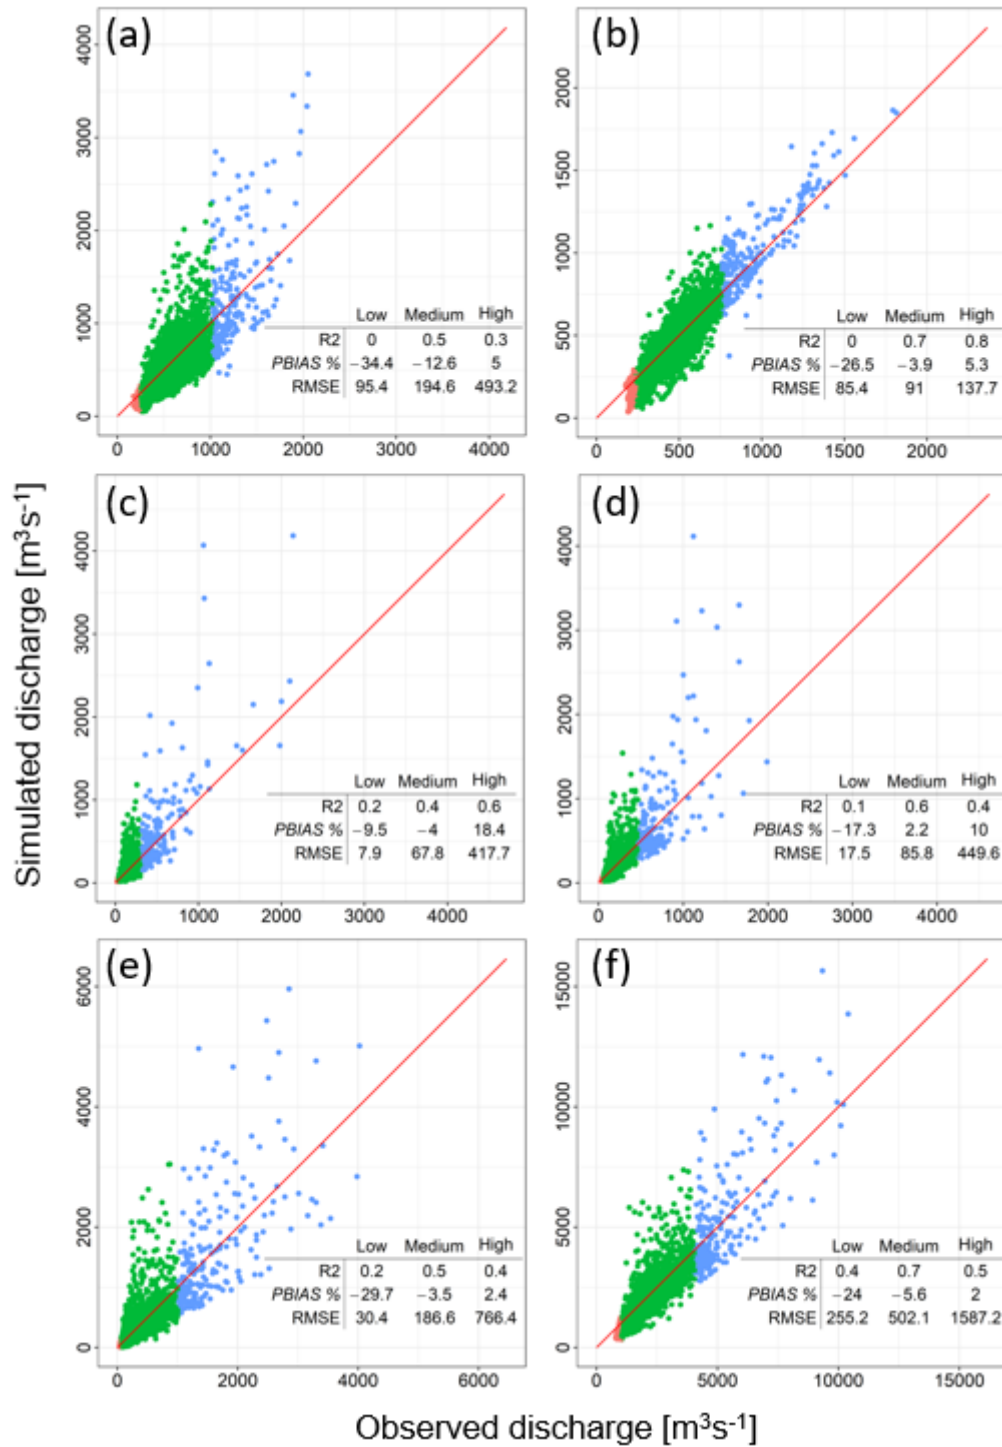 Simulated discharge [m³s⁻¹]
(a)
4000
3000
2000
1000
0
Low Medium High
R2 0 0.5 0.3
PBIAS % −34.4 −12.6 5
RMSE 95.4 194.6 493.2
0 1000 2000 3000 4000
(b)
2000
1500
1000
500
0
Low Medium High
R2 0 0.7 0.8
PBIAS % −26.5 −3.9 5.3
RMSE 85.4 91 137.7
0 500 1000 1500 2000
(c)
4000
3000
2000
1000
0
Low Medium High
R2 0.2 0.4 0.6
PBIAS % −9.5 −4 18.4
RMSE 7.9 67.8 417.7
0 1000 2000 3000 4000
(d)
4000
3000
2000
1000
0
Low Medium High
R2 0.1 0.6 0.4
PBIAS % −17.3 2.2 10
RMSE 17.5 85.8 449.6
0 1000 2000 3000 4000
(e)
6000
4000
2000
0
Low Medium High
R2 0.2 0.5 0.4
PBIAS % −29.7 −3.5 2.4
RMSE 30.4 186.6 766.4
0 2000 4000 6000
(f)
15000
10000
5000
0
Low Medium High
R2 0.4 0.7 0.5
PBIAS % −24 −5.6 2
RMSE 255.2 502.1 1587.2
0 5000 10000 15000
Observed discharge [m³s⁻¹]